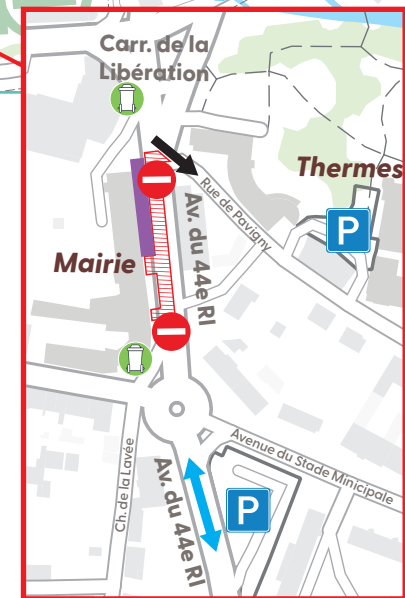 Carr. de la
Libération
Thermes
Rue de Pavigny
P
Av. du 44e RI
Mairie
Avenue du Stade Minicipale
Ch. de la Lavée
Av. du 44e RI
P